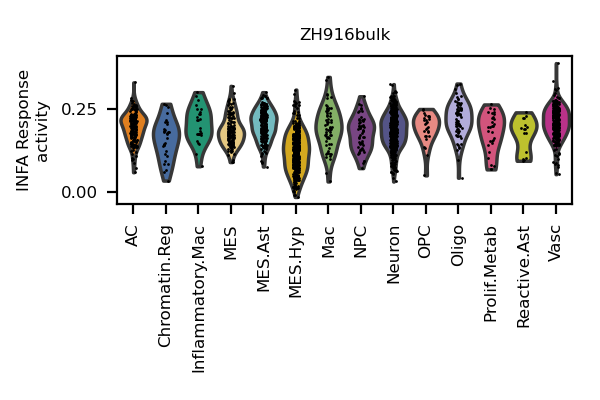 ZH916bulk
INFA Response
activity
0.25
0.00
AC
Chromatin.Reg
Inflammatory.Mac
MES
MES.Ast
MES.Hyp
Mac
NPC
Neuron
OPC
Oligo
Prolif.Metab
Reactive.Ast
Vasc